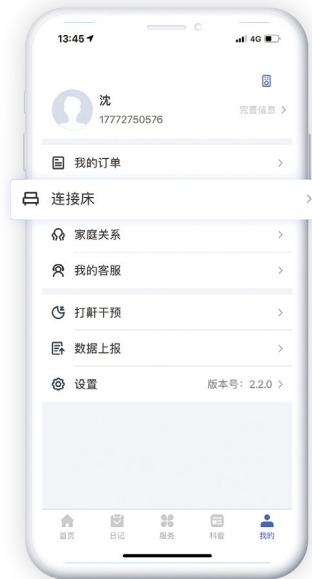 13:45
4G
沈
17772750576
完善信息
我的订单
连接床
家庭关系
我的客服
打鼾干预
数据上报
设置 版本号：2.2.0
首页 日记 服务 科普 我的